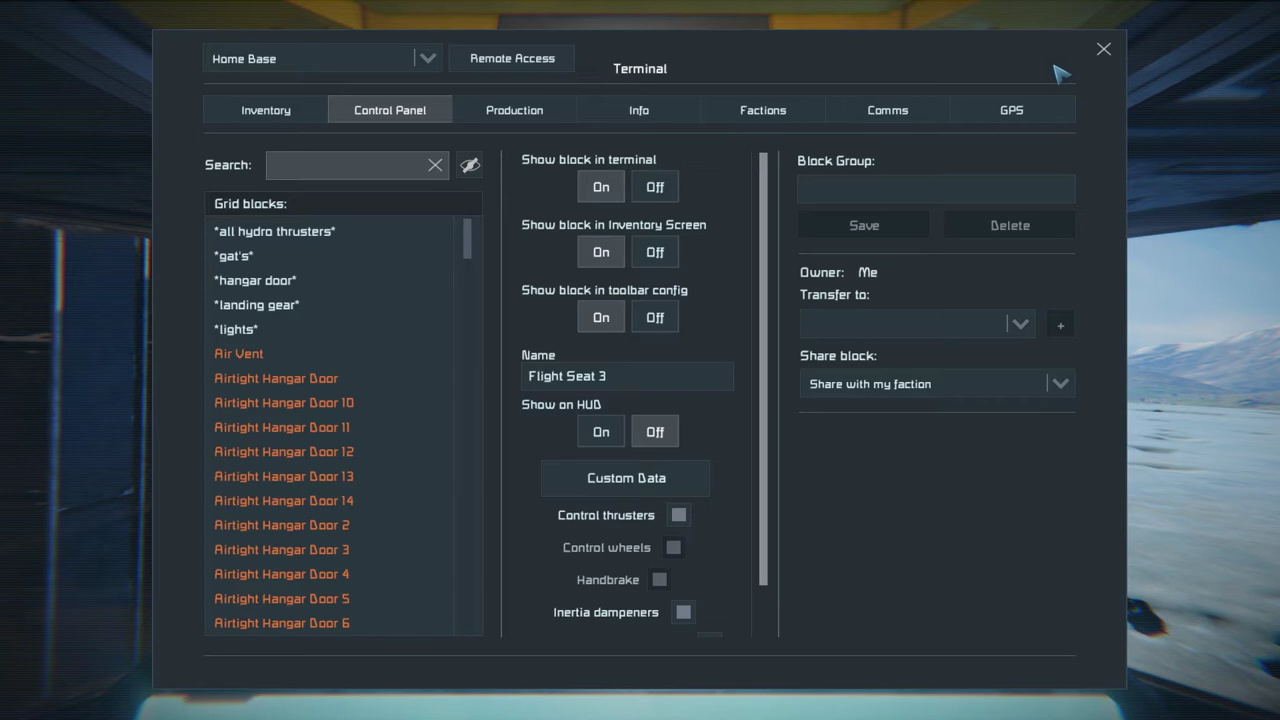 Home Base
Remote Access
Terminal
Inventory
Control Panel
Production
Info
Factions
Comms
GPS
Search:
Grid blocks:
*all hydro thrusters*
*gat's*
*hangar door*
*landing gear*
*lights*
Air Vent
Airtight Hangar Door
Airtight Hangar Door 10
Airtight Hangar Door 11
Airtight Hangar Door 12
Airtight Hangar Door 13
Airtight Hangar Door 14
Airtight Hangar Door 2
Airtight Hangar Door 3
Airtight Hangar Door 4
Airtight Hangar Door 5
Airtight Hangar Door 6
Show block in terminal
On Off
Show block in Inventory Screen
On Off
Show block in toolbar config
On Off
Name
Flight Seat 3
Show on HUD
On Off
Custom Data
Control thrusters
Control wheels
Handbrake
Inertia dampeners
Block Group:
Save Delete
Owner: Me
Transfer to:
+
Share block:
Share with my faction